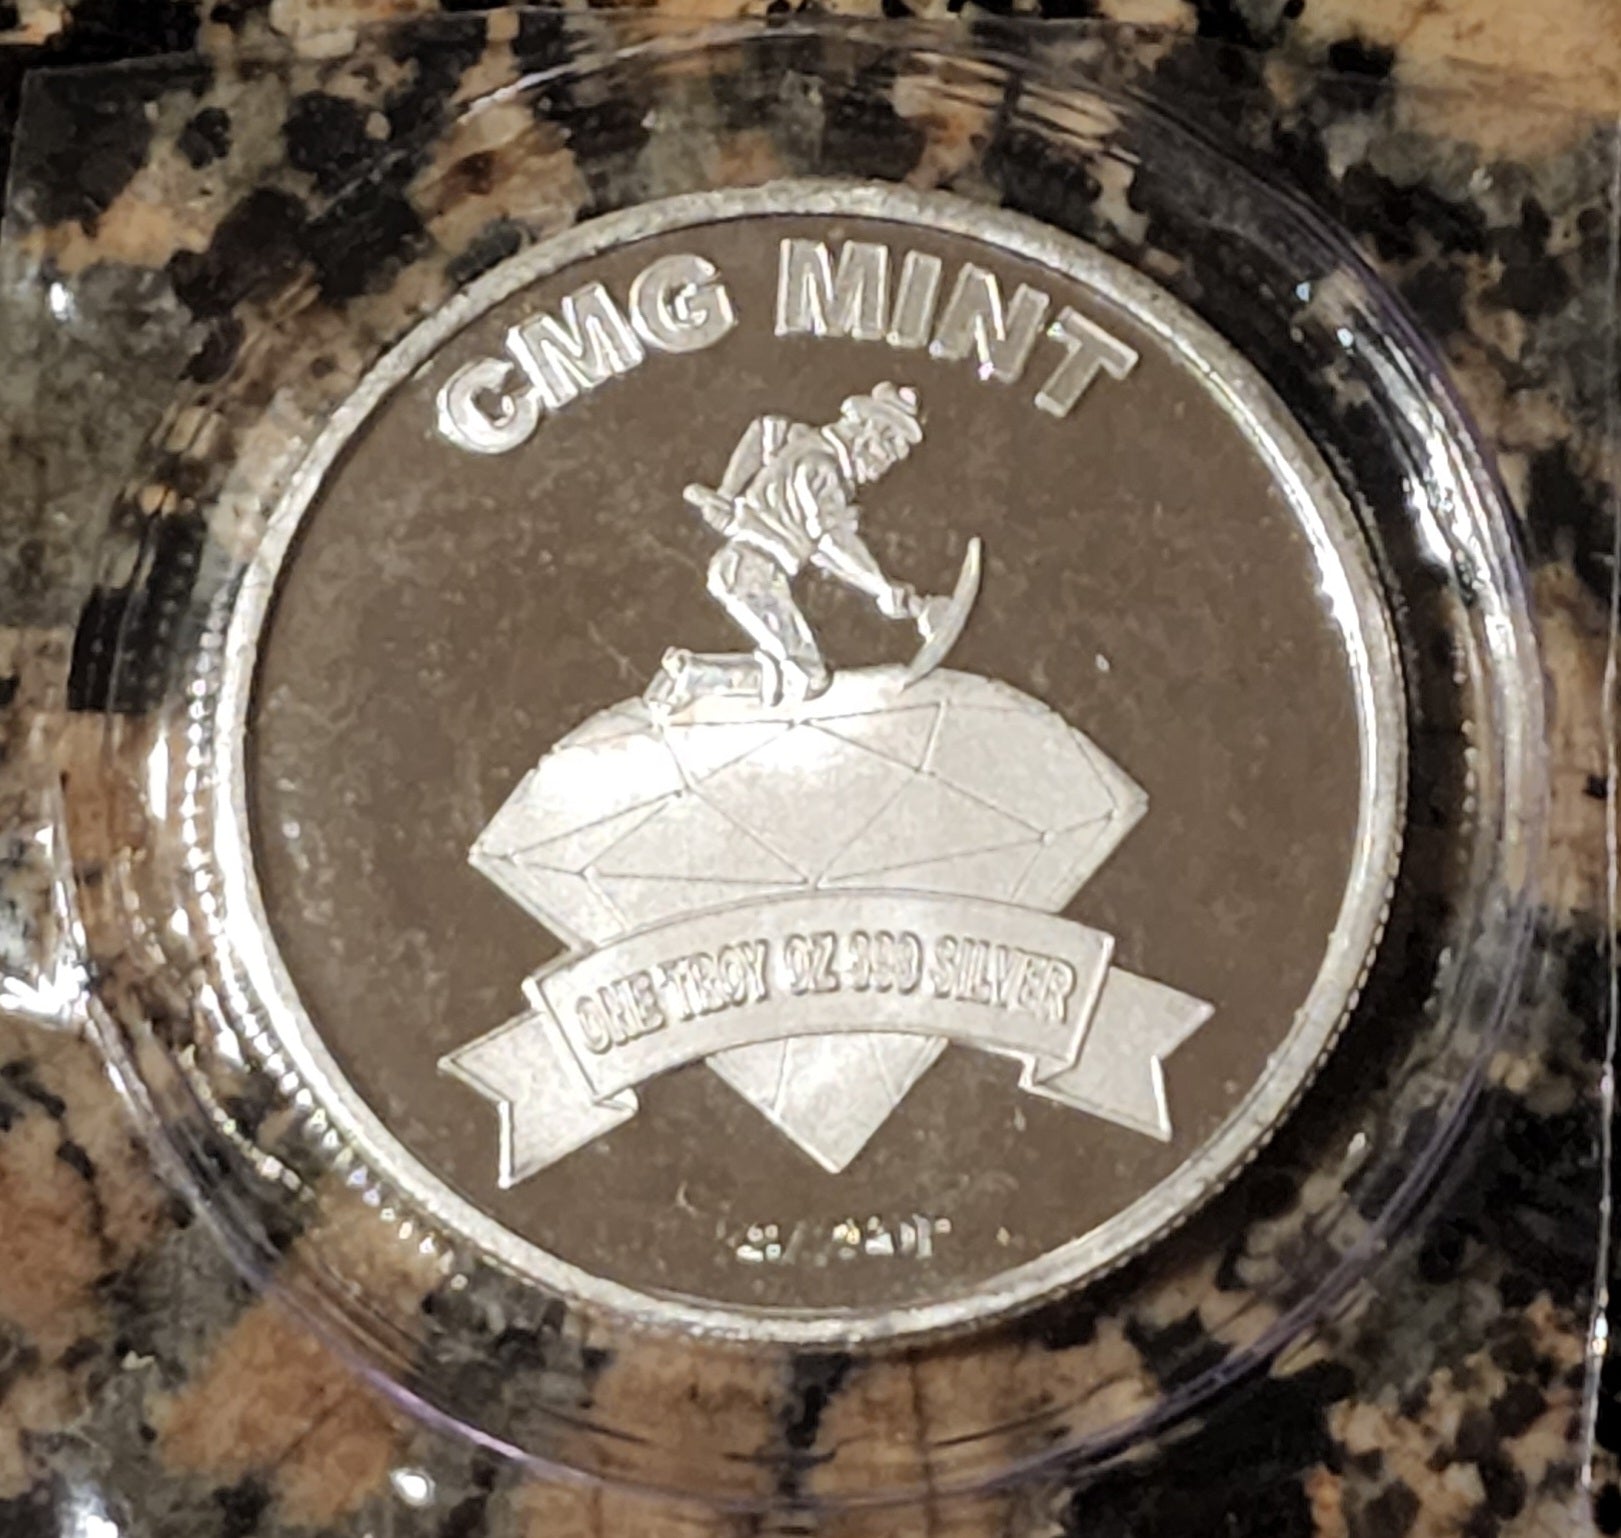 CMG MINT
ONE TROY OZ 999 SILVER